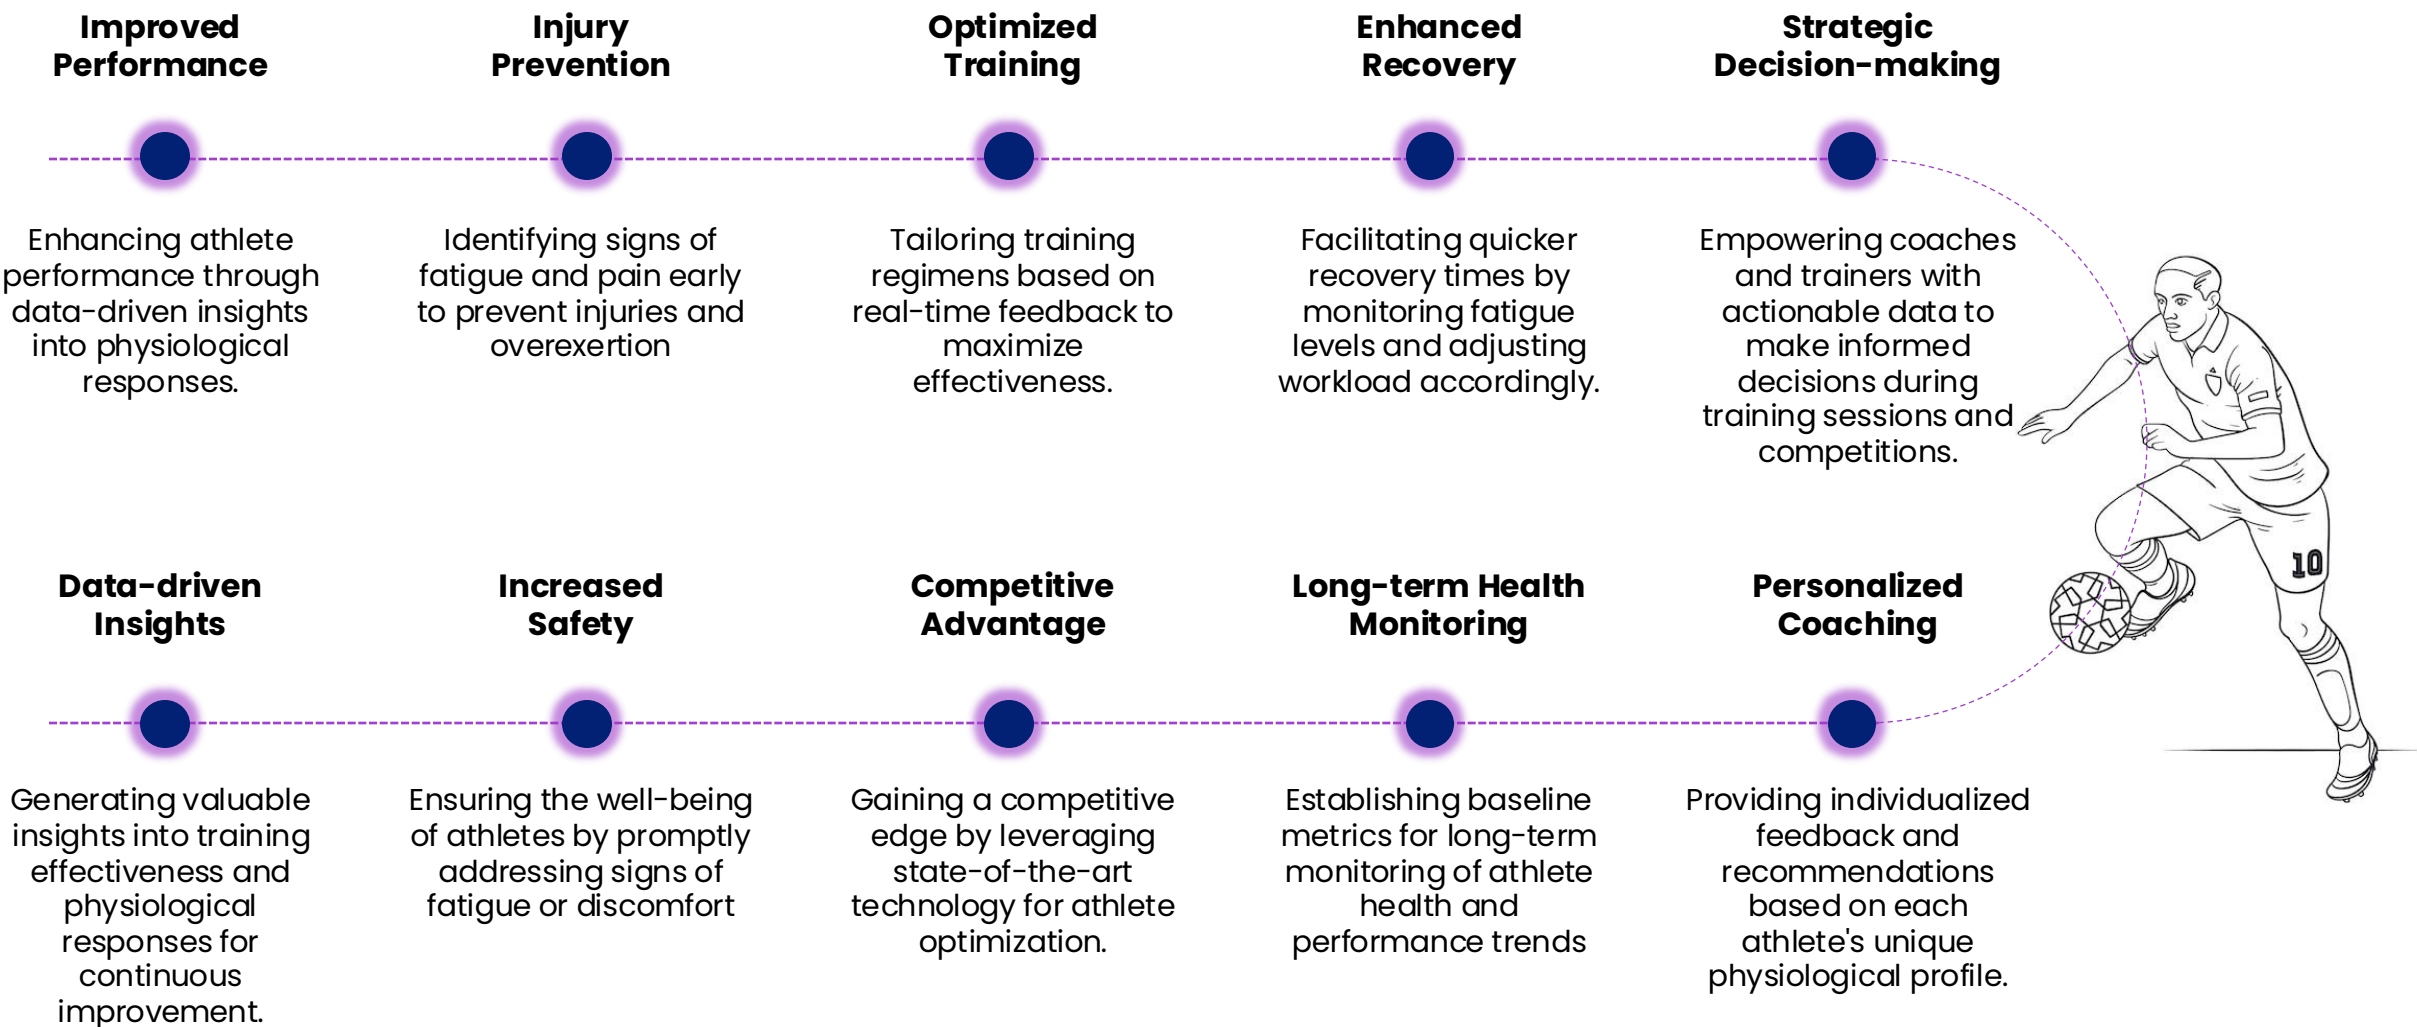 Improved
Performance
Enhancing athlete
performance through
data-driven insights
into physiological
responses.
Injury
Prevention
Identifying signs of
fatigue and pain early
to prevent injuries and
overexertion
Optimized
Training
Tailoring training
regimens based on
real-time feedback to
maximize
effectiveness.
Enhanced
Recovery
Facilitating quicker
recovery times by
monitoring fatigue
levels and adjusting
workload accordingly.
Strategic
Decision-making
Empowering coaches
and trainers with
actionable data to
make informed
decisions during
training sessions and
competitions.
10
Data-driven
Insights
Generating valuable
insights into training
effectiveness and
physiological
responses for
continuous
improvement.
Increased
Safety
Ensuring the well-being
of athletes by promptly
addressing signs of
fatigue or discomfort
Competitive
Advantage
Gaining a competitive
edge by leveraging
state-of-the-art
technology for athlete
optimization.
Long-term Health
Monitoring
Establishing baseline
metrics for long-term
monitoring of athlete
health and
performance trends
Personalized
Coaching
Providing individualized
feedback and
recommendations
based on each
athlete's unique
physiological profile.